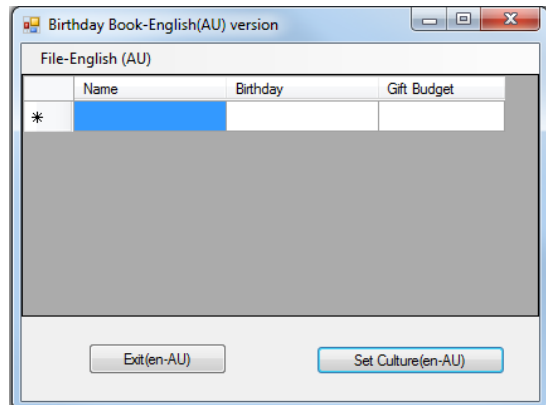 Birthday Book-English(AU) version
File-English (AU)
Name Birthday Gift Budget
Exit(en-AU) Set Culture(en-AU)